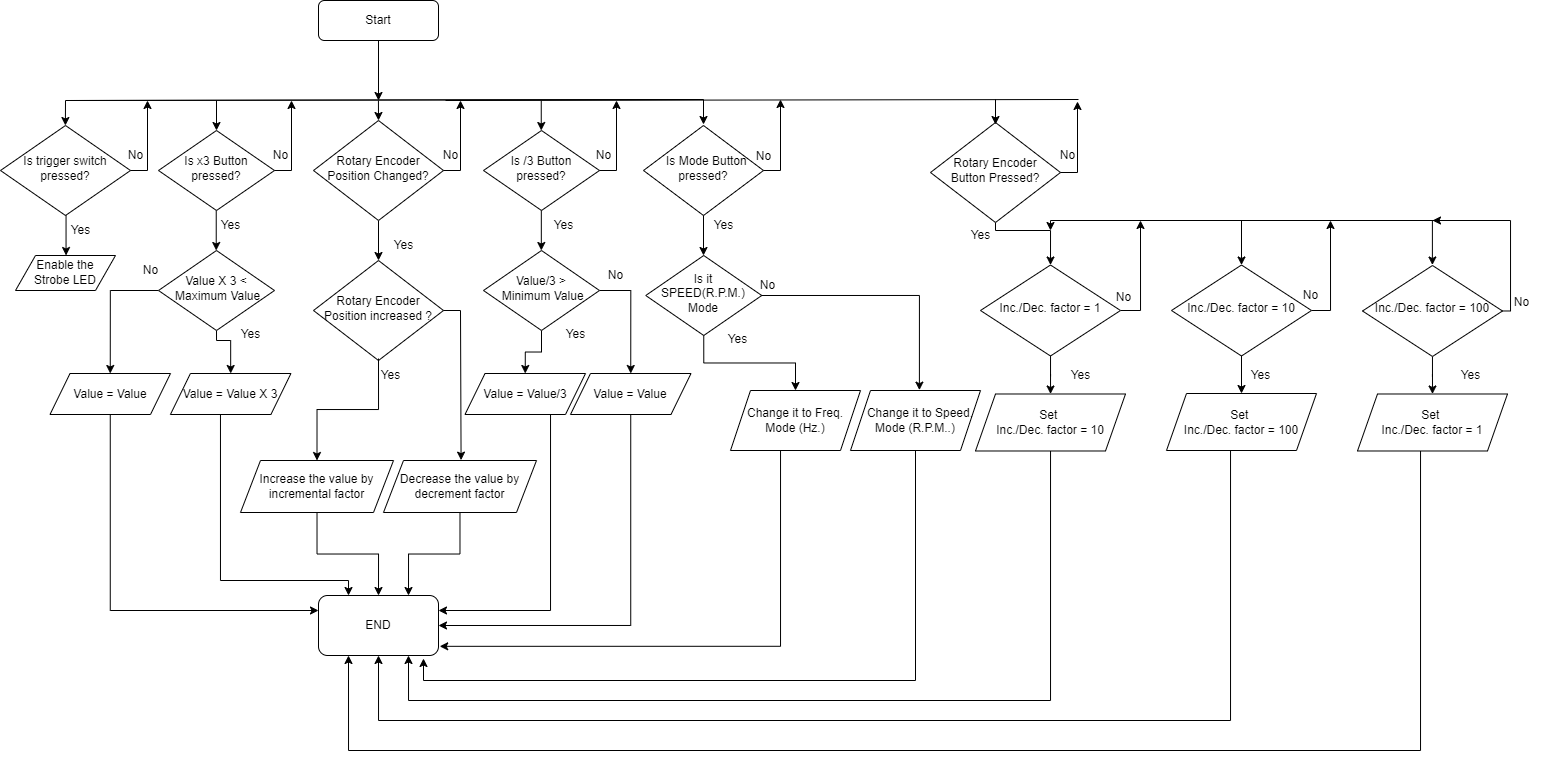 Start
Is trigger switch
pressed?
No
Yes
Enable the
Strobe LED
Is x3 Button
pressed?
No
Yes
Value X 3 <
Maximum Value
No
Yes
Value = Value
Value = Value X 3
Rotary Encoder
Position Changed?
No
Yes
Rotary Encoder
Position increased ?
Yes
Increase the value by
incremental factor
Decrease the value by
decrement factor
Is /3 Button
pressed?
No
Yes
Value/3 >
Minimum Value
No
Yes
Value = Value/3
Value = Value
Is Mode Button
pressed?
No
Yes
Is it
SPEED(R.P.M.)
Mode
No
Yes
Change it to Freq.
Mode (Hz.)
Change it to Speed
Mode (R.P.M..)
Rotary Encoder
Button Pressed?
No
Yes
Inc./Dec. factor = 1
No
Yes
Set
Inc./Dec. factor = 10
Inc./Dec. factor = 10
No
Yes
Set
Inc./Dec. factor = 100
Inc./Dec. factor = 100
No
Yes
Set
Inc./Dec. factor = 1
END